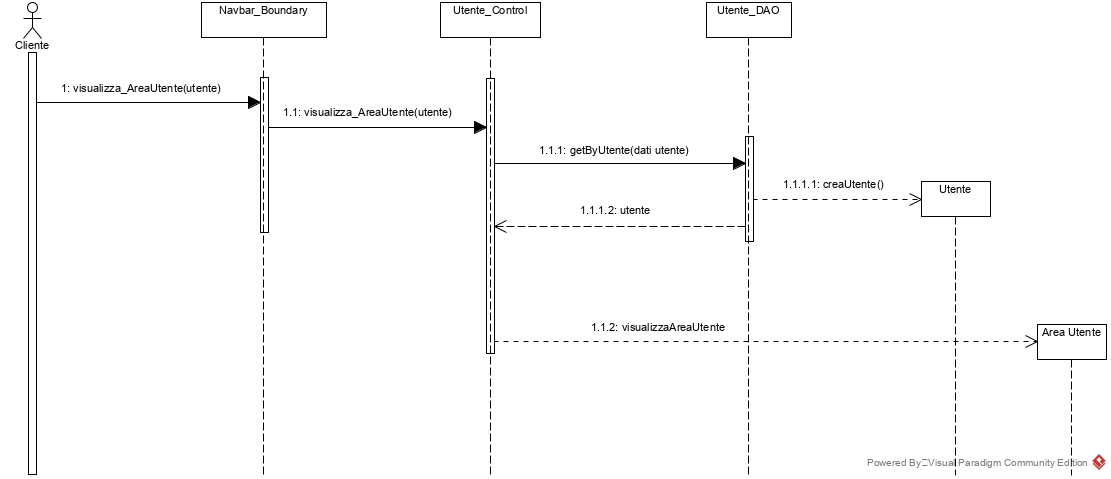 Navbar_Boundary
Utente_Control
Utente_DAO
Cliente
1: visualizza_AreaUtente(utente)
1.1: visualizza_AreaUtente(utente)
1.1.1: getByUtente(dati utente)
1.1.1.1: creaUtente()
Utente
1.1.1.2: utente
1.1.2: visualizzaAreaUtente
Area Utente
Powered By Visual Paradigm Community Edition